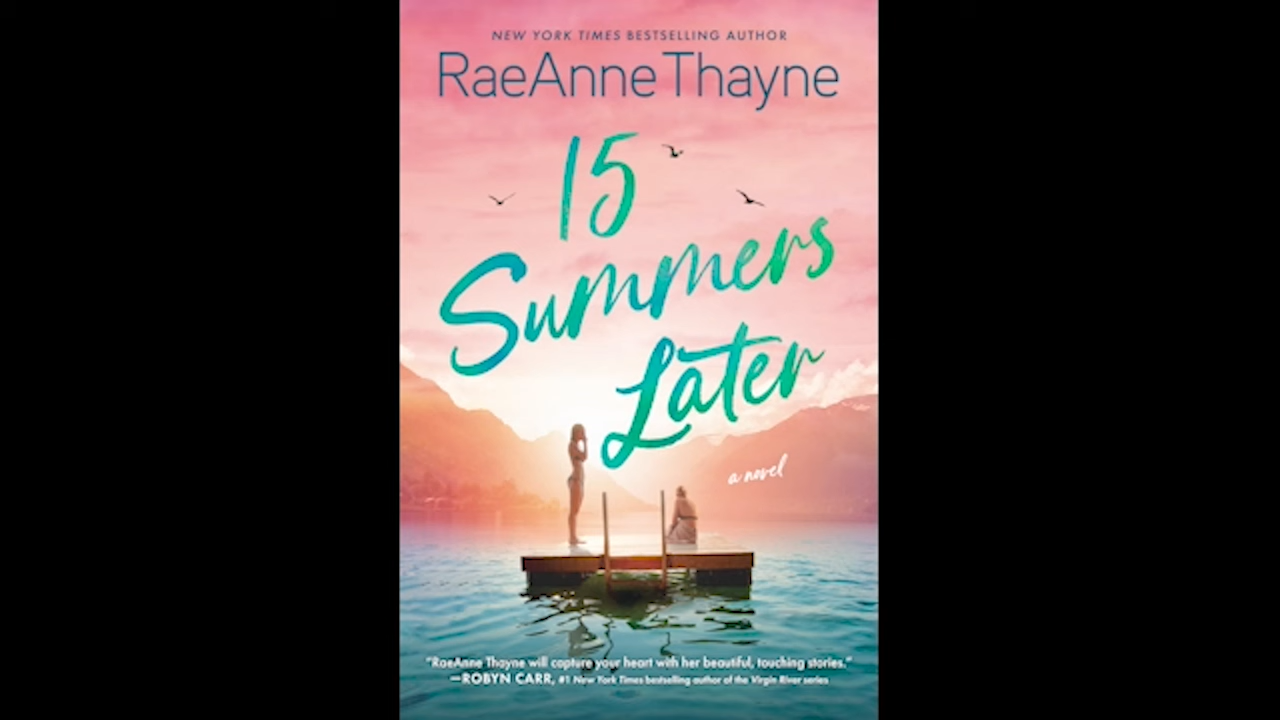 NEW YORK TIMES BESTSELLING AUTHOR
RaeAnne Thayne
15
Summers
Later
a novel
“RaeAnne Thayne will capture your heart with her beautiful, touching stories.”
—ROBYN CARR, #1 New York Times bestselling author of the Virgin River series